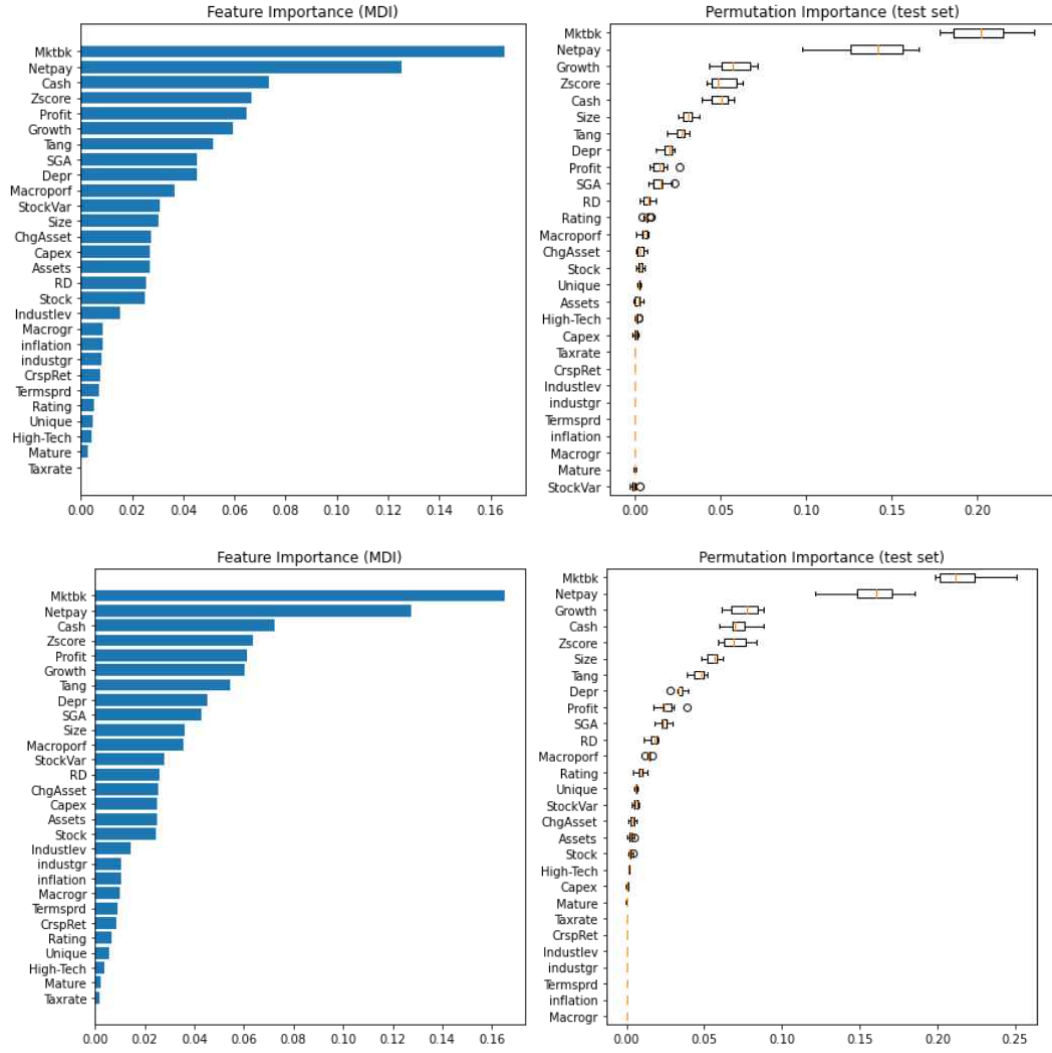 Feature Importance (MDI)
Mktbk
Netpay
Cash
Zscore
Profit
Growth
Tang
SGA
Depr
Macroporf
StockVar
Size
ChgAsset
Capex
Assets
RD
Stock
Industlev
Macrogr
inflation
industgr
CrspRet
Termsprd
Rating
Unique
High-Tech
Mature
Taxrate
0.00 0.02 0.04 0.06 0.08 0.10 0.12 0.14 0.16
Permutation Importance (test set)
Mktbk
Netpay
Growth
Zscore
Cash
Size
Tang
Depr
Profit
SGA
RD
Rating
Macroporf
ChgAsset
Stock
Unique
Assets
High-Tech
Capex
Taxrate
CrspRet
Industlev
industgr
Termsprd
inflation
Macrogr
Mature
StockVar
0.00 0.05 0.10 0.15 0.20
Feature Importance (MDI)
Mktbk
Netpay
Cash
Zscore
Profit
Growth
Tang
Depr
SGA
Size
Macroporf
StockVar
RD
ChgAsset
Capex
Assets
Stock
Industlev
industgr
inflation
Macrogr
Termsprd
CrspRet
Rating
Unique
High-Tech
Mature
Taxrate
0.00 0.02 0.04 0.06 0.08 0.10 0.12 0.14 0.16
Permutation Importance (test set)
Mktbk
Netpay
Growth
Cash
Zscore
Size
Tang
Depr
Profit
SGA
RD
Macroporf
Rating
Unique
StockVar
ChgAsset
Assets
Stock
High-Tech
Capex
Mature
Taxrate
CrspRet
Industlev
industgr
Termsprd
inflation
Macrogr
0.00 0.05 0.10 0.15 0.20 0.25